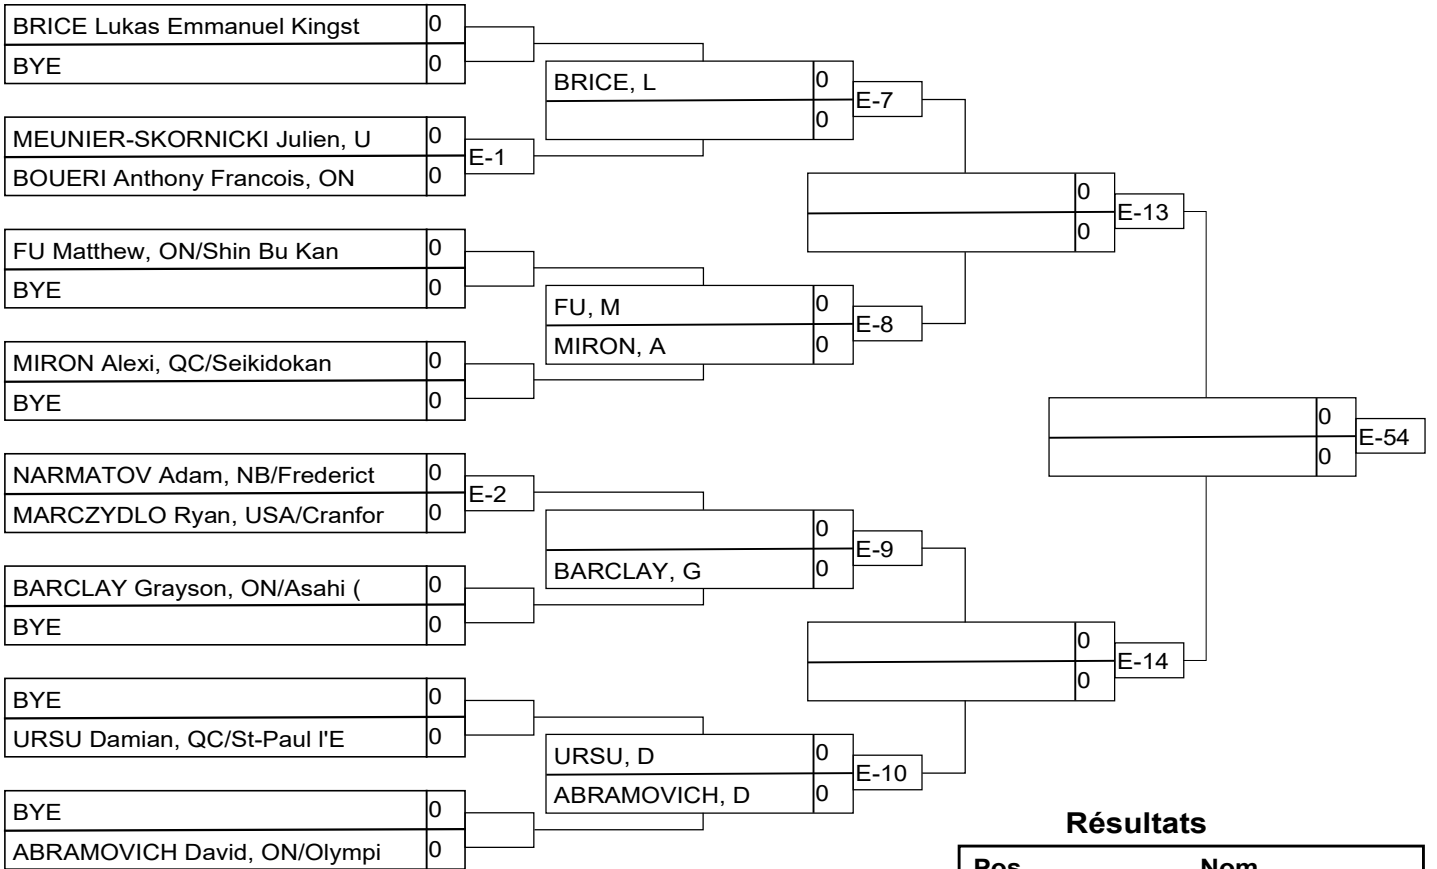 BRICE Lukas Emmanuel Kingst 0
BYE 0
MEUNIER-SKORNICKI Julien, U 0
BOUERI Anthony Francois, ON 0
E-1
FU Matthew, ON/Shin Bu Kan 0
BYE 0
MIRON Alexi, QC/Seikidokan 0
BYE 0
NARMATOV Adam, NB/Frederict 0
MARCZYDLO Ryan, USA/Cranfor 0
E-2
BARCLAY Grayson, ON/Asahi ( 0
BYE 0
BYE 0
URSU Damian, QC/St-Paul l'E 0
BYE 0
ABRAMOVICH David, ON/Olympi 0
BRICE, L 0
0
E-7
FU, M 0
MIRON, A 0
E-8
0
BARCLAY, G 0
E-9
URSU, D 0
ABRAMOVICH, D 0
E-10
0
0
E-13
0
0
E-14
0
0
E-54
Résultats
Pos Nom